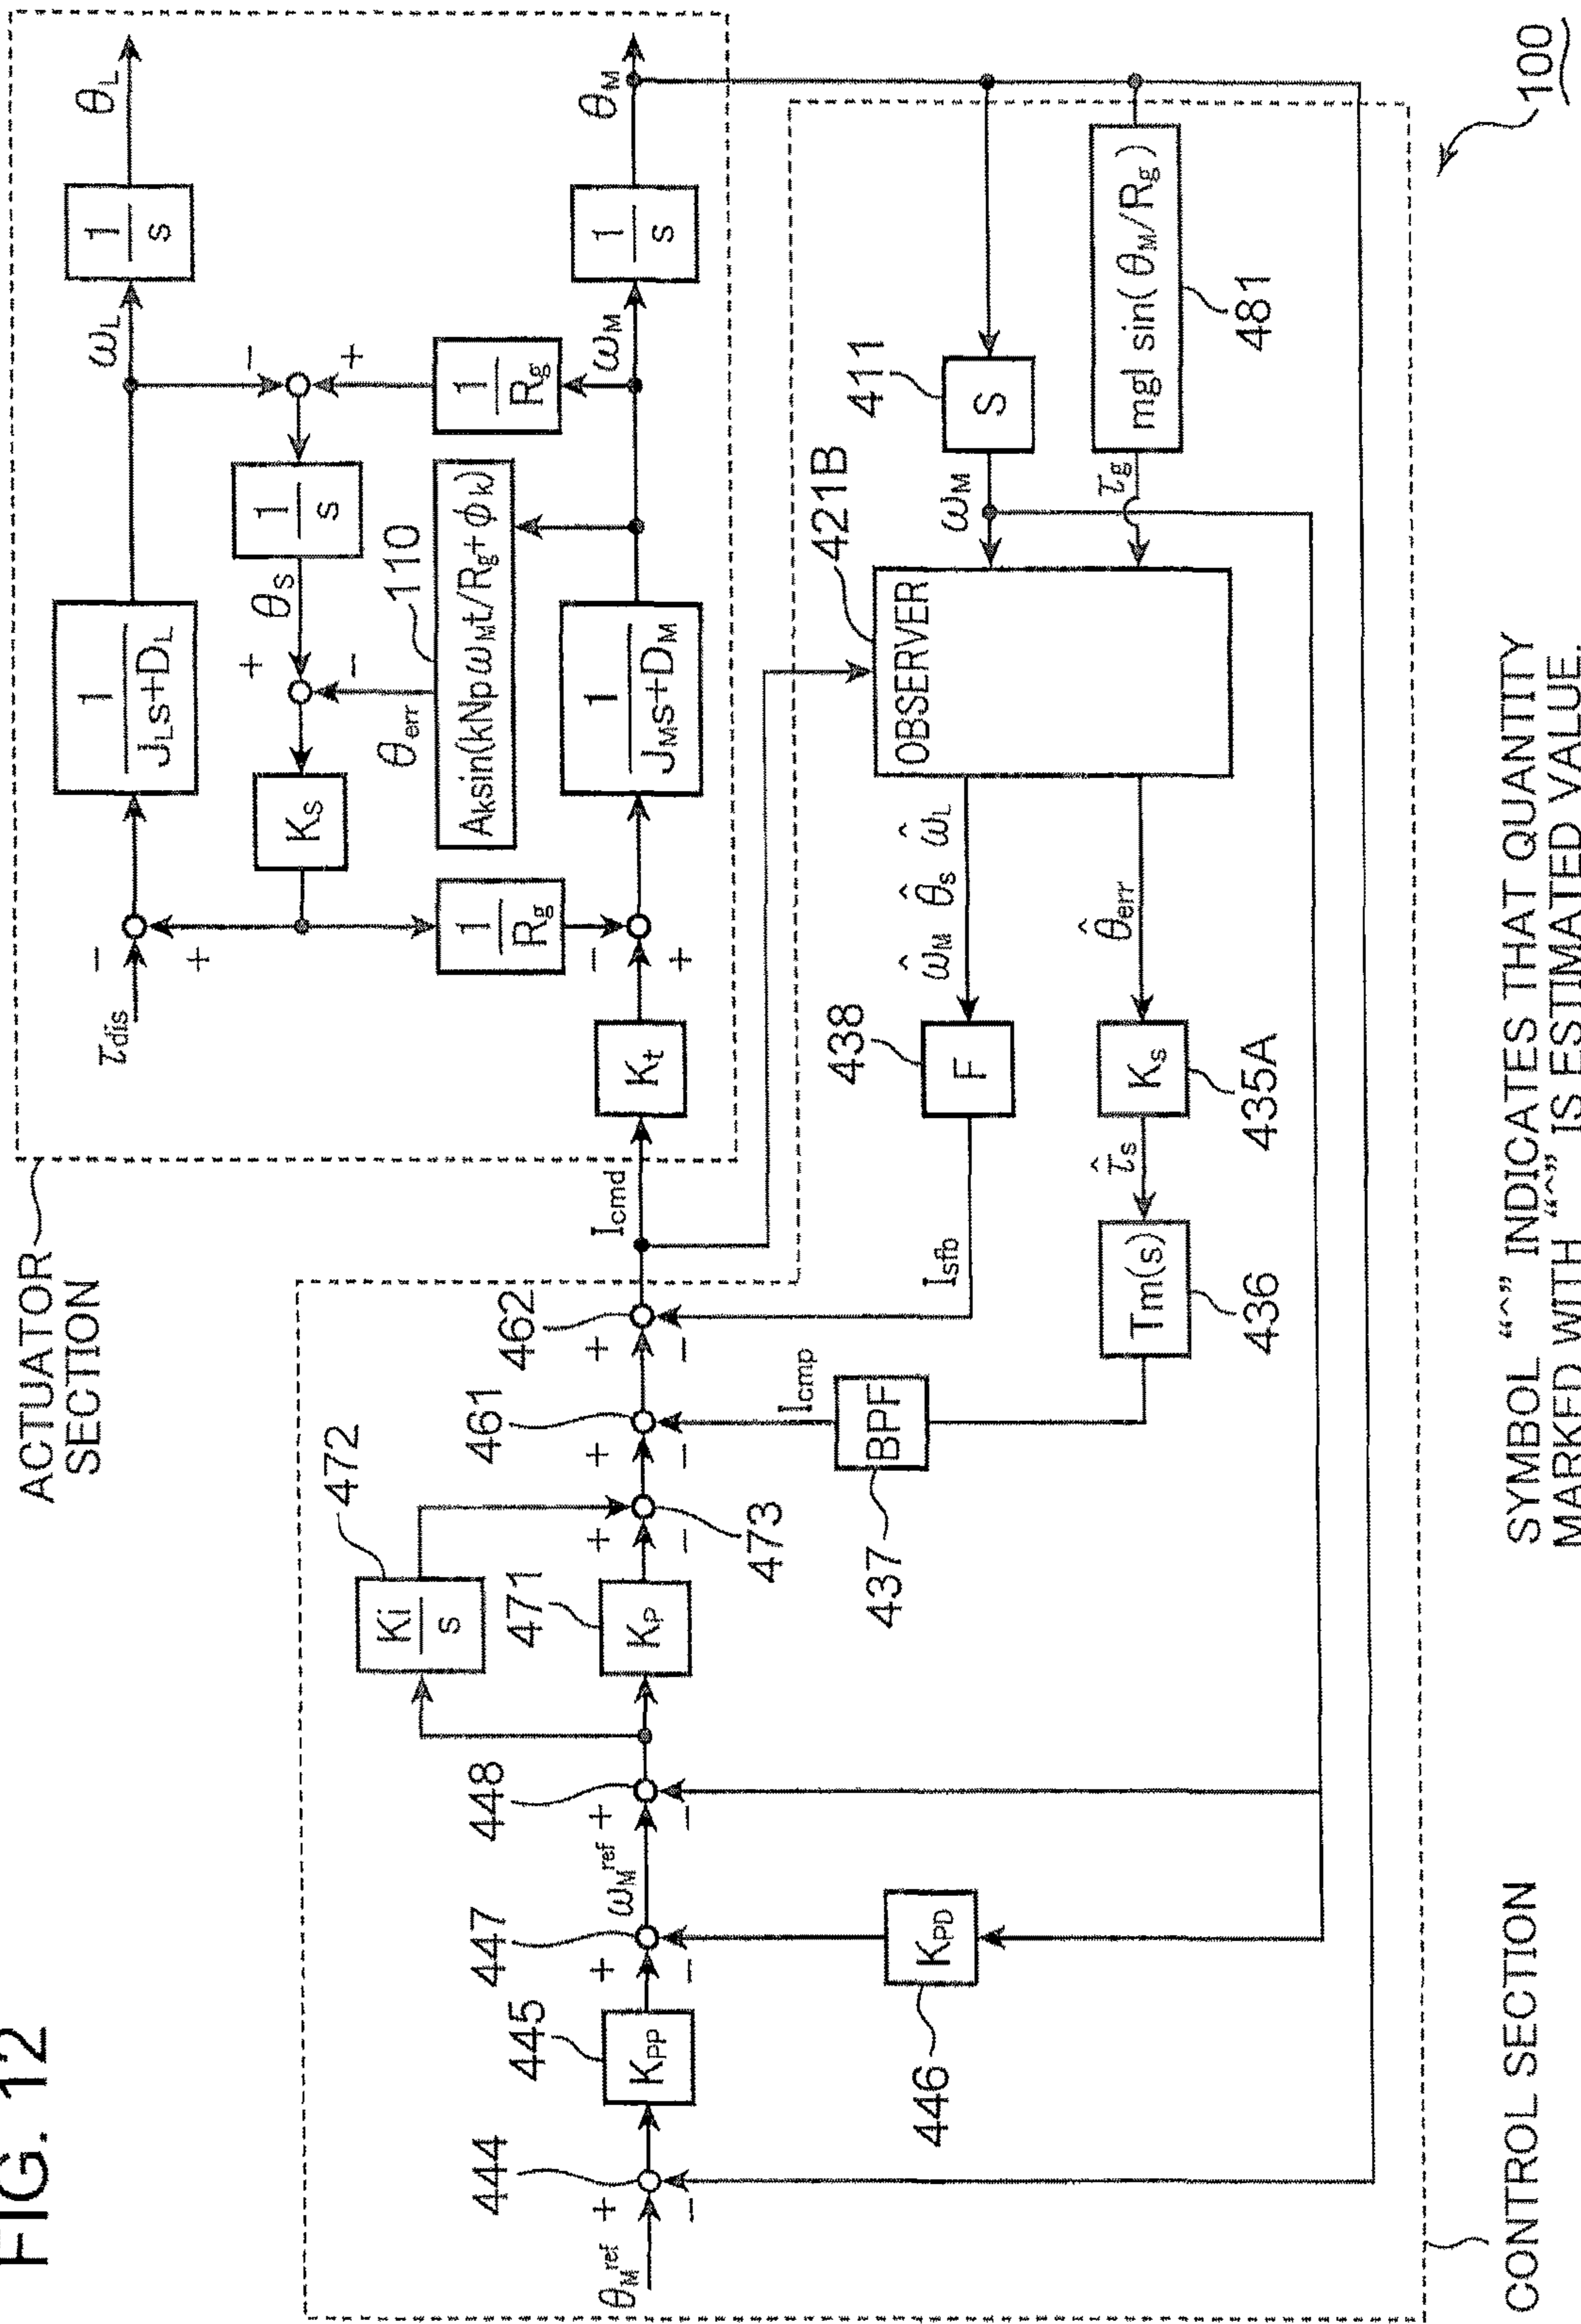 FIG. 12
ACTUATOR
SECTION
τdis
−
+
1
JLs+DL
ωL
1
s
θL
Ks
+
θs
−
1
s
−
+
θerr
110
Aksin(kNpωMt/Rg+φk)
1
Rg
1
Rg
Icmd
Kt
−
+
1
JMs+DM
ωM
1
s
θM
θMref
+
−
444
445
KPP
+
−
447
ωMref
+
−
448
472
Ki
s
471
KP
+
−
473
461
+
−
462
+
−
446
KPD
437
BPF
Icmp
Isfb
438
F
ω̂M θ̂s ω̂L
OBSERVER
421B
ωM
411
S
436
Tm(s)
τ̂s
Ks
435A
θ̂err
τg
mgl sin(θM/Rg)
481
100
CONTROL SECTION
SYMBOL “^” INDICATES THAT QUANTITY
MARKED WITH “^” IS ESTIMATED VALUE.